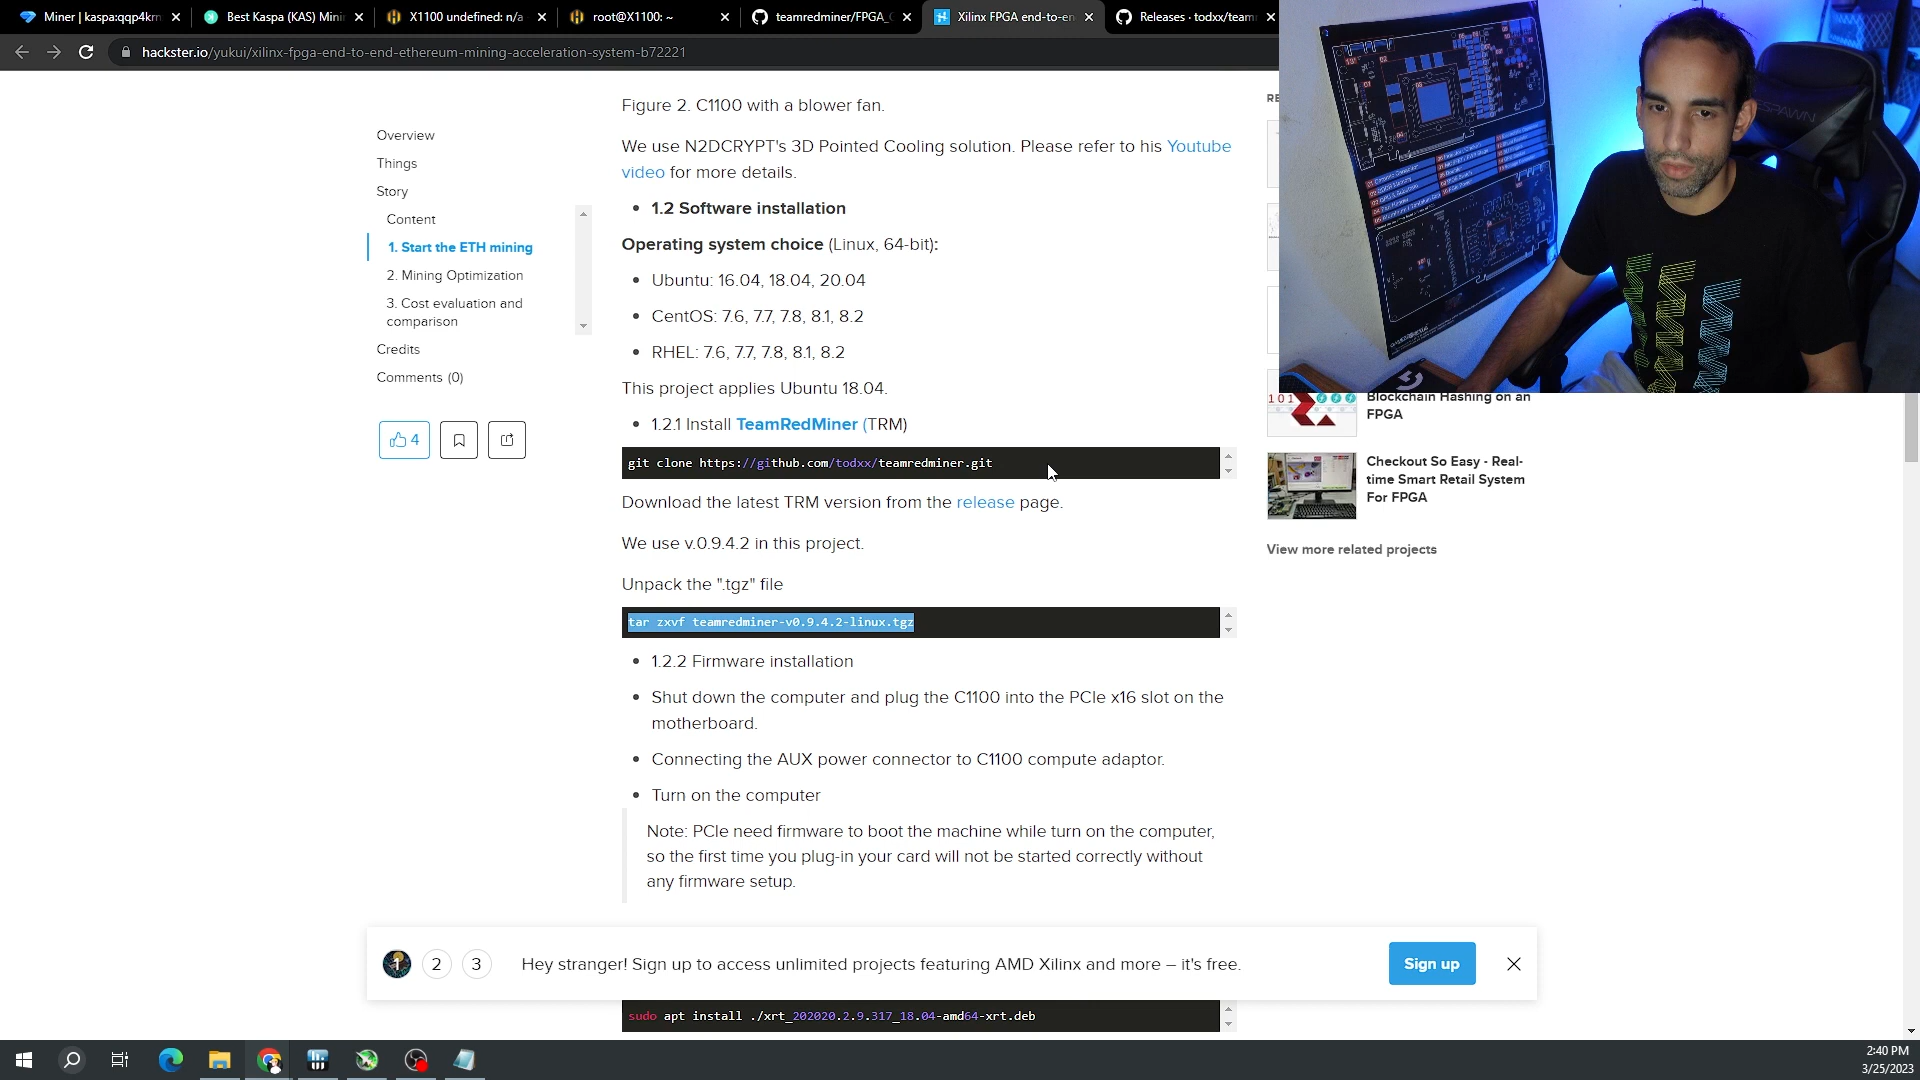 Miner | kaspa:qqp4krn
Best Kaspa (KAS) Mini
X1100 undefined: n/a
root@X1100: ~
teamredminer/FPGA_
Xilinx FPGA end-to-en
Releases · todxx/team
hackster.io/yukui/xilinx-fpga-end-to-end-ethereum-mining-acceleration-system-b72221
Figure 2. C1100 with a blower fan.
We use N2DCRYPT's 3D Pointed Cooling solution. Please refer to his Youtube
video for more details.
1.2 Software installation
Operating system choice (Linux, 64-bit):
Ubuntu: 16.04, 18.04, 20.04
CentOS: 7.6, 7.7, 7.8, 8.1, 8.2
RHEL: 7.6, 7.7, 7.8, 8.1, 8.2
This project applies Ubuntu 18.04.
1.2.1 Install TeamRedMiner (TRM)
git clone https://github.com/todxx/teamredminer.git
Download the latest TRM version from the release page.
We use v.0.9.4.2 in this project.
Unpack the ".tgz" file
tar zxvf teamredminer-v0.9.4.2-linux.tgz
1.2.2 Firmware installation
Shut down the computer and plug the C1100 into the PCIe x16 slot on the
motherboard.
Connecting the AUX power connector to C1100 compute adaptor.
Turn on the computer
Note: PCIe need firmware to boot the machine while turn on the computer,
so the first time you plug-in your card will not be started correctly without
any firmware setup.
Overview
Things
Story
Content
1. Start the ETH mining
2. Mining Optimization
3. Cost evaluation and
comparison
Credits
Comments (0)
4
RE
Blockchain Hashing on an
FPGA
Checkout So Easy - Real-
time Smart Retail System
For FPGA
View more related projects
1
2
3
Hey stranger! Sign up to access unlimited projects featuring AMD Xilinx and more – it's free.
Sign up
sudo apt install ./xrt_202020.2.9.317_18.04-amd64-xrt.deb
2:40 PM
3/25/2023